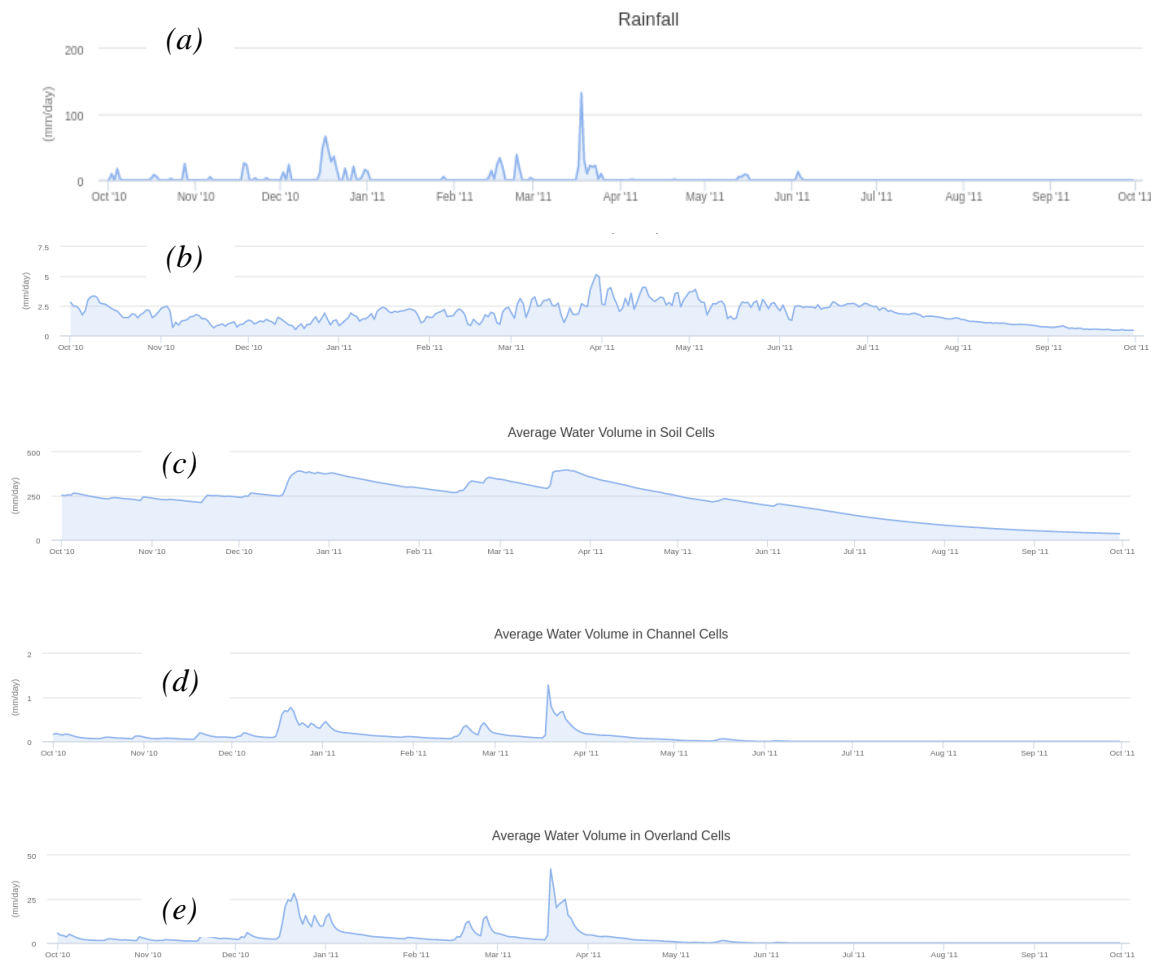 Rainfall
(a)
200
(mm/day)
100
0
Oct '10 Nov '10 Dec '10 Jan '11 Feb '11 Mar '11 Apr '11 May '11 Jun '11 Jul '11 Aug '11 Sep '11 Oct '11
(b)
7.5
(mm/day)
5
2.5
0
Oct '10 Nov '10 Dec '10 Jan '11 Feb '11 Mar '11 Apr '11 May '11 Jun '11 Jul '11 Aug '11 Sep '11 Oct '11
Average Water Volume in Soil Cells
(c)
500
(mm/day)
250
0
Oct '10 Nov '10 Dec '10 Jan '11 Feb '11 Mar '11 Apr '11 May '11 Jun '11 Jul '11 Aug '11 Sep '11 Oct '11
Average Water Volume in Channel Cells
(d)
2
(mm/day)
1
0
Oct '10 Nov '10 Dec '10 Jan '11 Feb '11 Mar '11 Apr '11 May '11 Jun '11 Jul '11 Aug '11 Sep '11 Oct '11
Average Water Volume in Overland Cells
(e)
50
(mm/day)
25
0
Oct '10 Nov '10 Dec '10 Jan '11 Feb '11 Mar '11 Apr '11 May '11 Jun '11 Jul '11 Aug '11 Sep '11 Oct '11